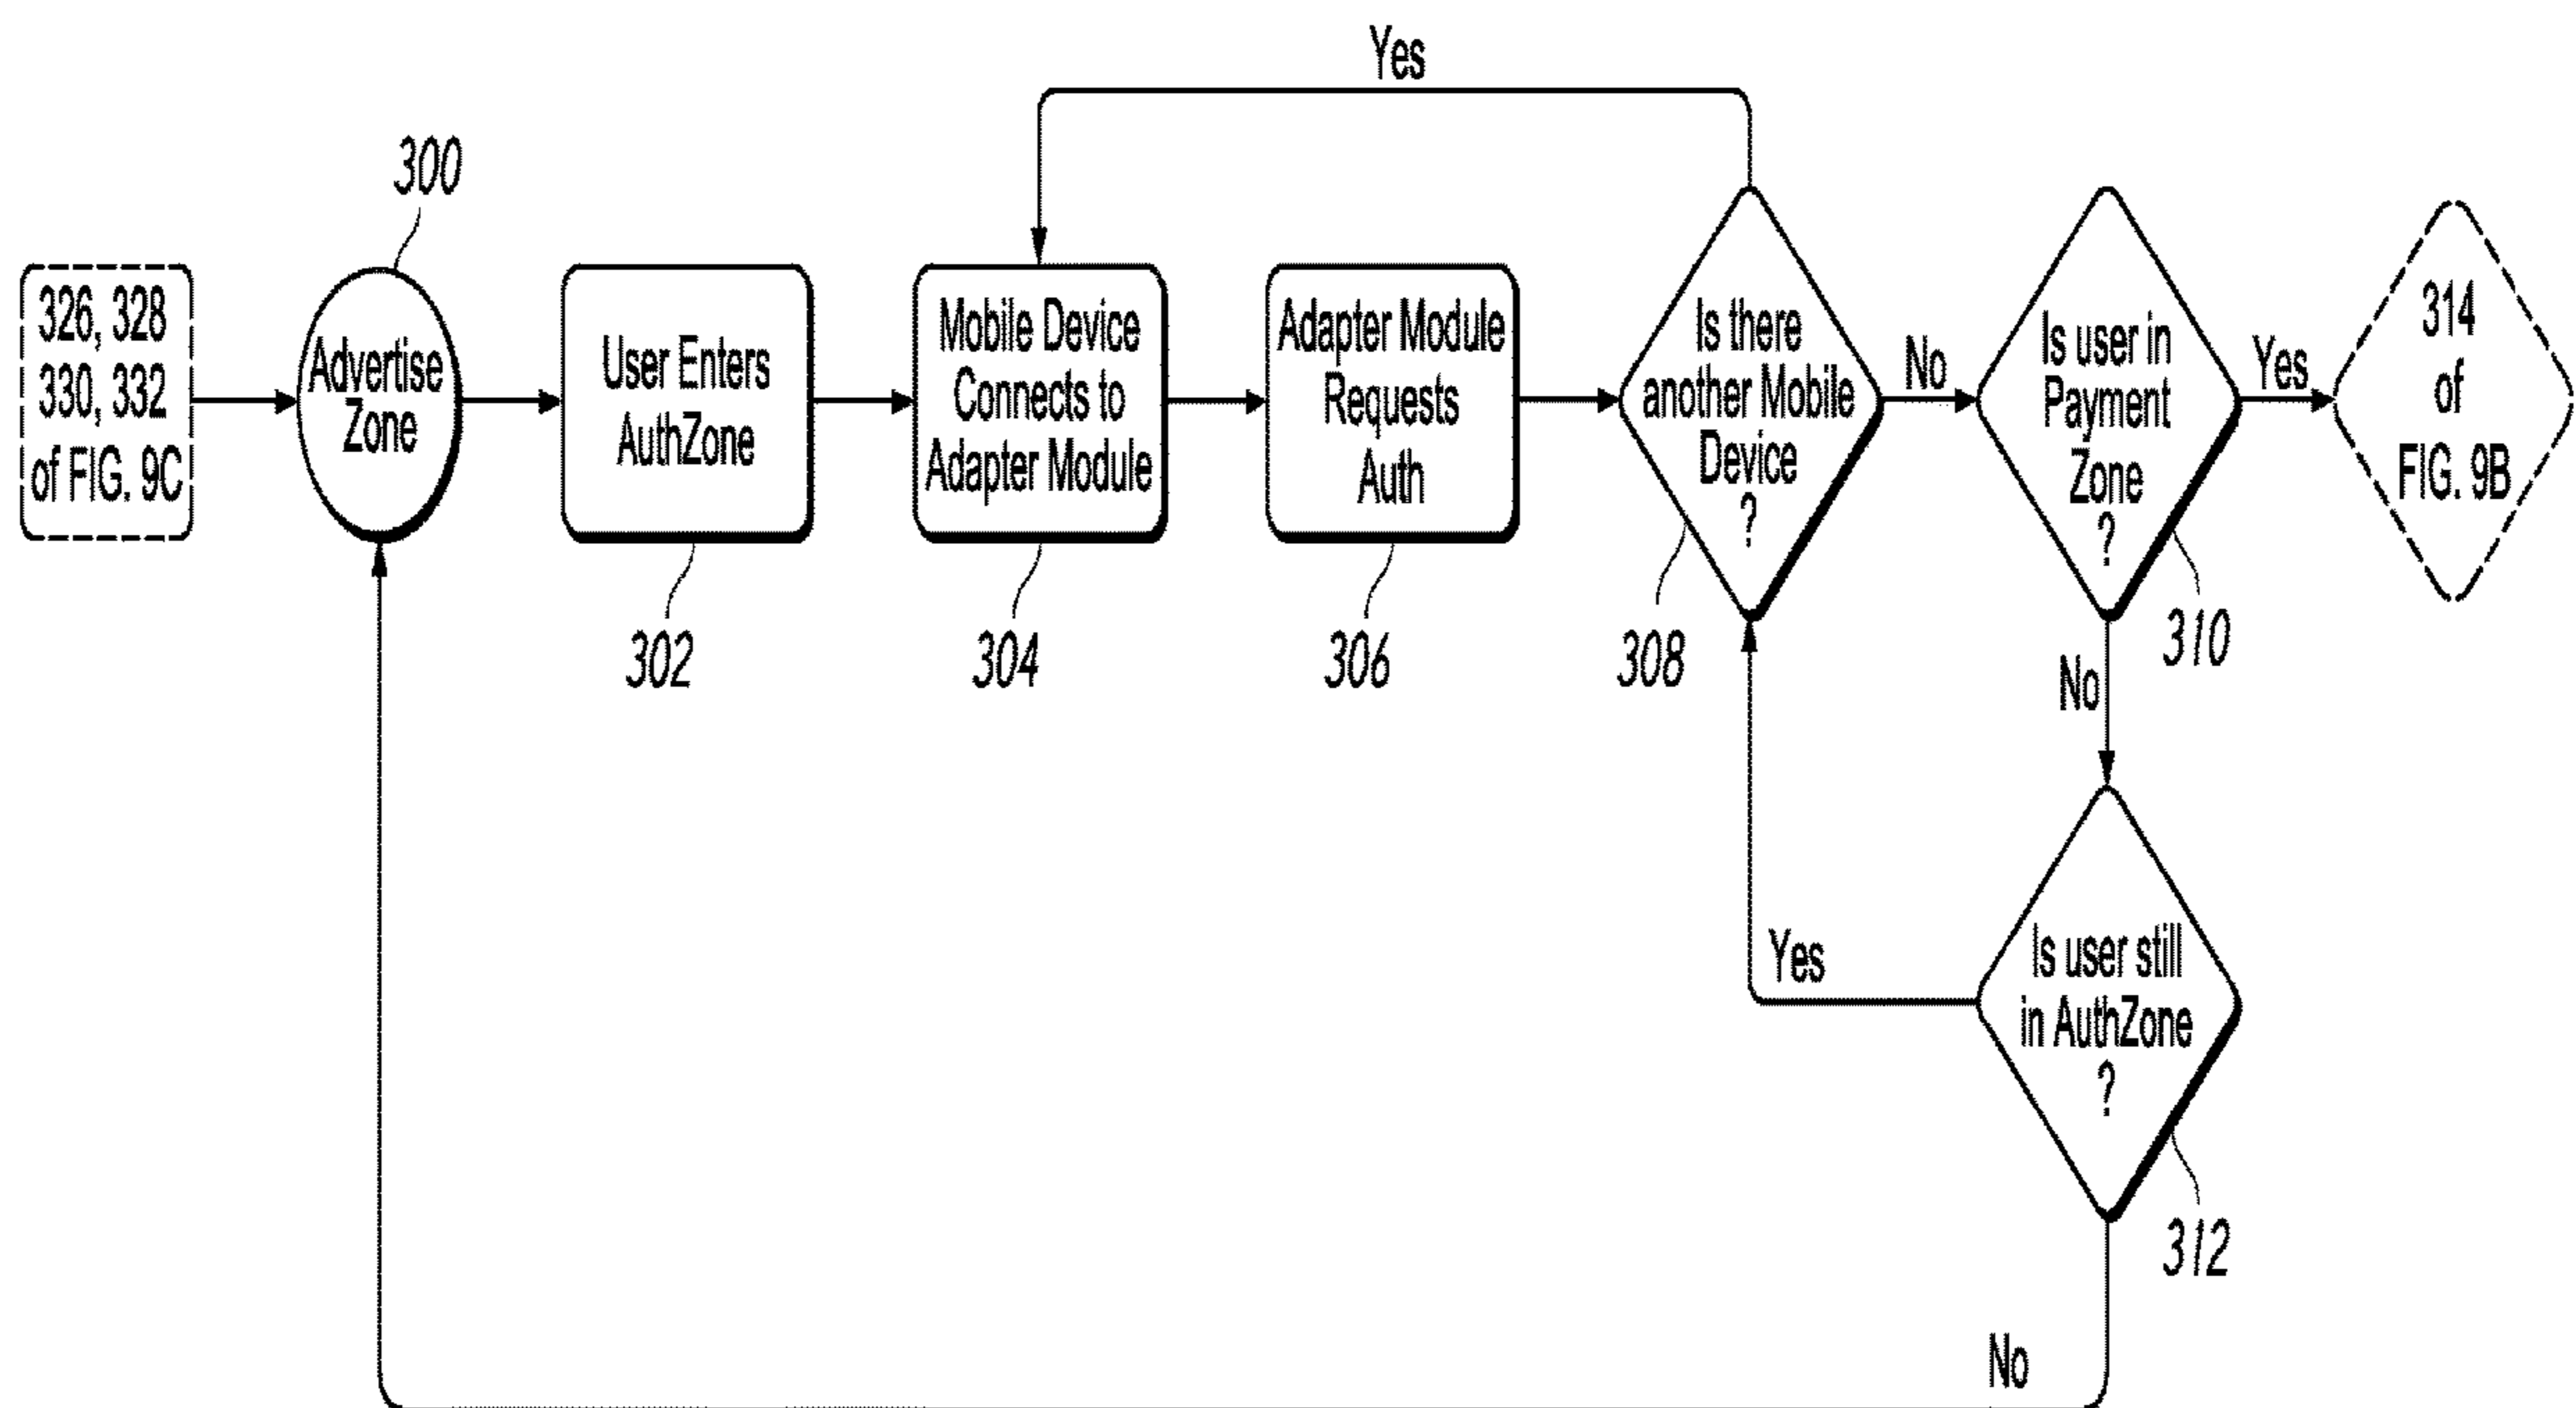 Yes
300
326, 328
330, 332
of FIG. 9C
Advertise
Zone
User Enters
AuthZone
302
Mobile Device
Connects to
Adapter Module
304
Adapter Module
Requests
Auth
306
Is there
another Mobile
Device
?
308
No
Is user in
Payment
Zone
?
310
Yes
314
of
FIG. 9B
No
Is user still
in AuthZone
?
312
Yes
No